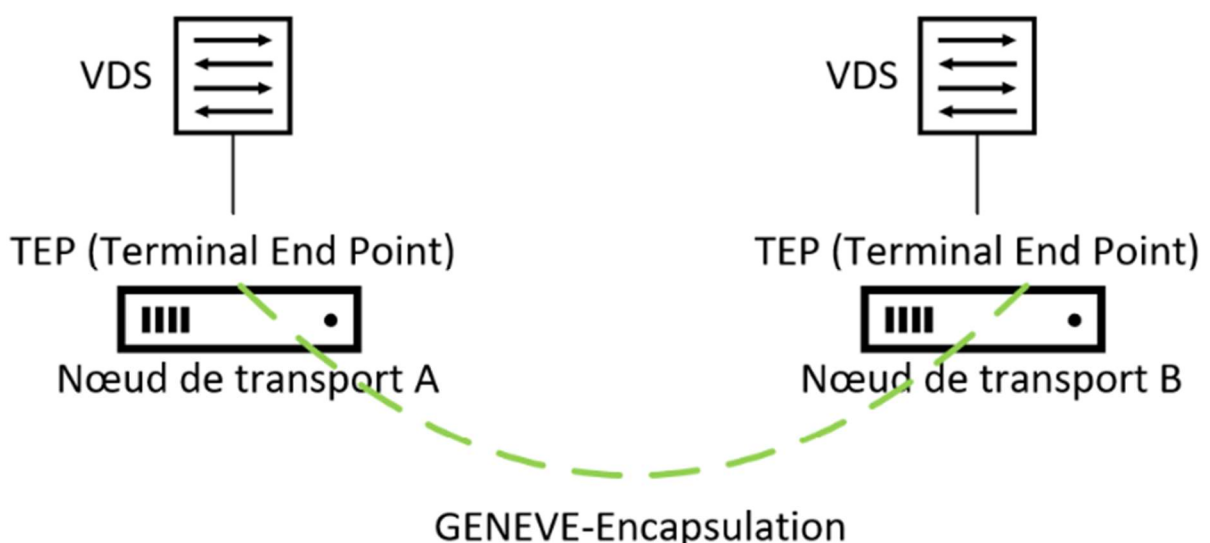 VDS
VDS
TEP (Terminal End Point)
TEP (Terminal End Point)
Nœud de transport A
Nœud de transport B
GENEVE-Encapsulation